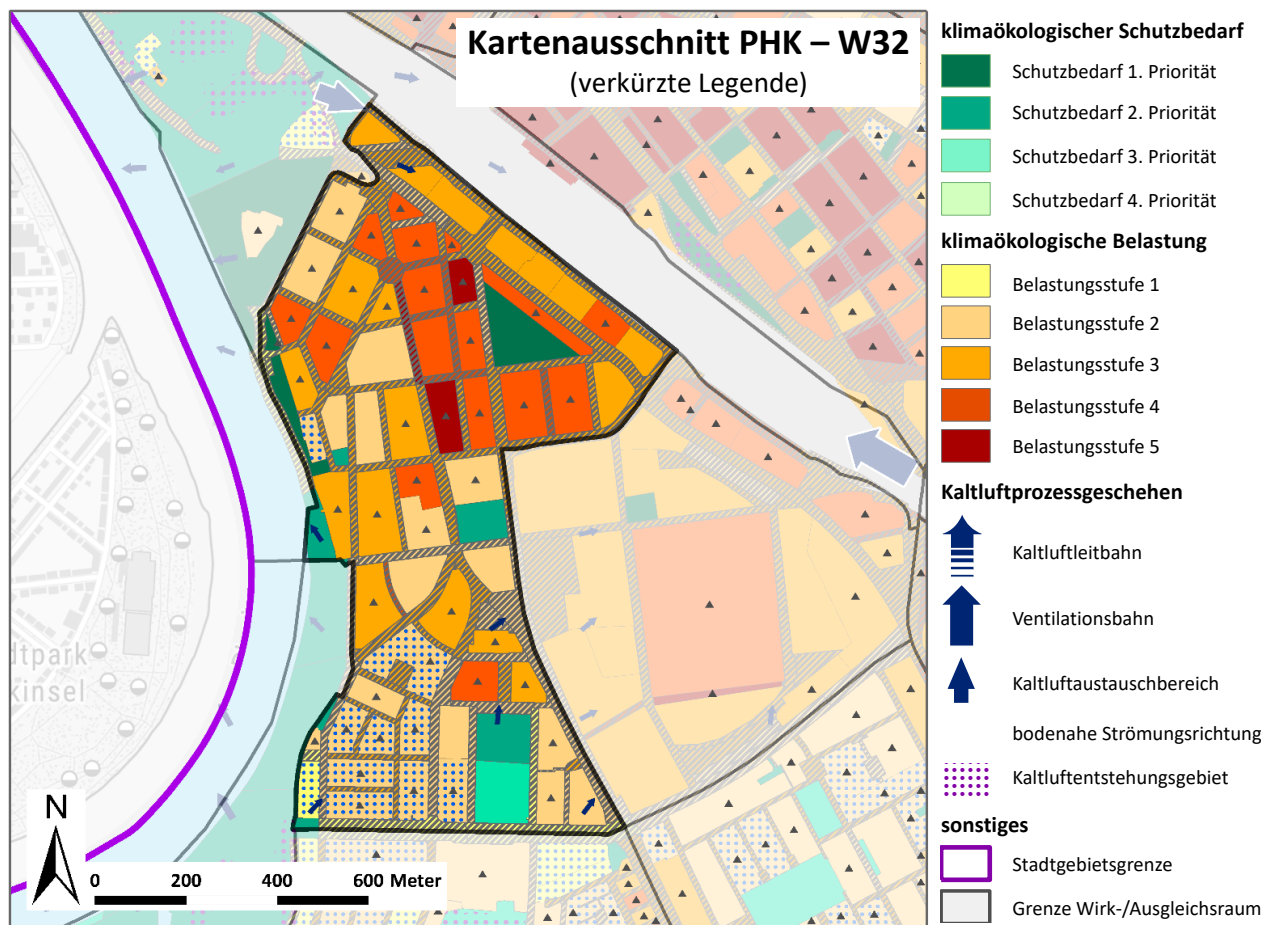 Kartenausschnitt PHK – W32
(verkürzte Legende)
klimaökologischer Schutzbedarf
Schutzbedarf 1. Priorität
Schutzbedarf 2. Priorität
Schutzbedarf 3. Priorität
Schutzbedarf 4. Priorität
klimaökologische Belastung
Belastungsstufe 1
Belastungsstufe 2
Belastungsstufe 3
Belastungsstufe 4
Belastungsstufe 5
Kaltluftprozessgeschehen
Kaltluftleitbahn
Ventilationsbahn
Kaltluftaustauschbereich
bodenahe Strömungsrichtung
Kaltluftentstehungsgebiet
sonstiges
Stadtgebietsgrenze
Grenze Wirk-/Ausgleichsraum
dtpark
kinsel
N
0 200 400 600 Meter